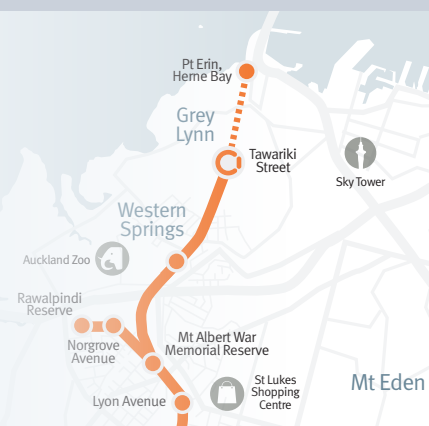 Pt Erin,
Herne Bay
Grey
Lynn
Tawariki
Street
Sky Tower
Western
Springs
Auckland Zoo
Rawalpindi
Reserve
Norgrove
Avenue
Mt Albert War
Memorial Reserve
St Lukes
Shopping
Centre
Mt Eden
Lyon Avenue